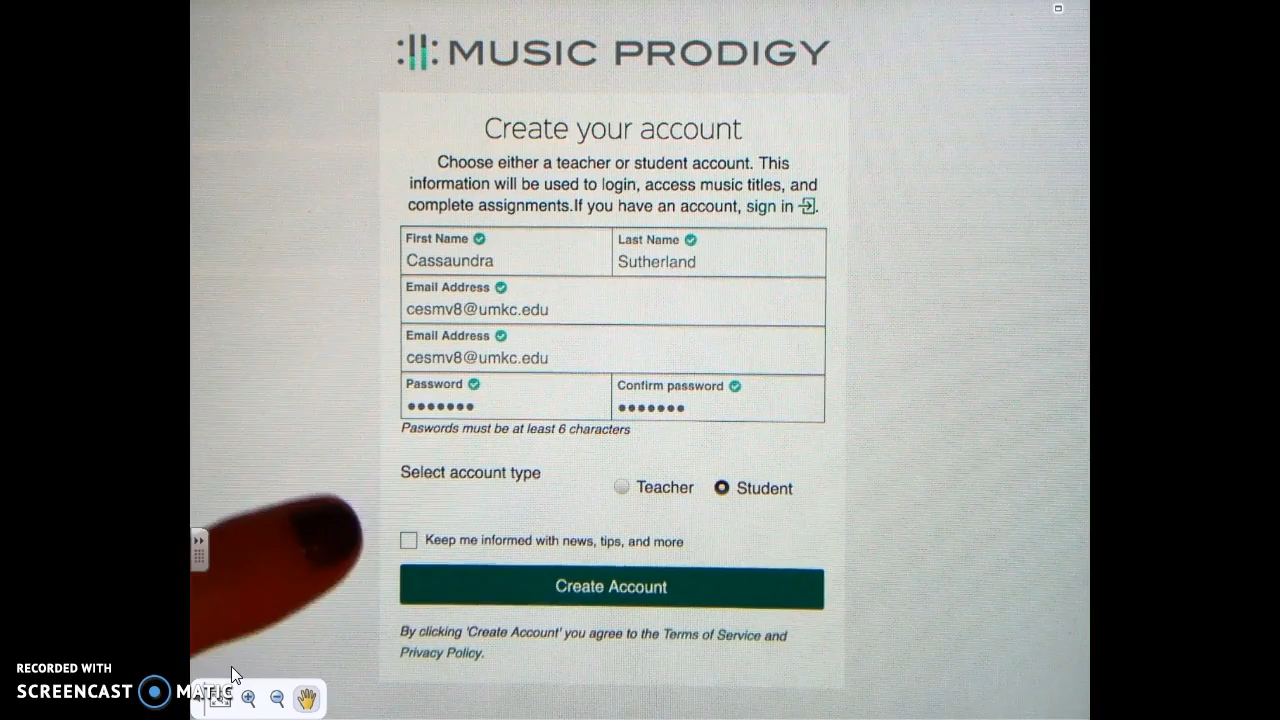 MUSIC PRODIGY
Create your account
Choose either a teacher or student account. This
information will be used to login, access music titles, and
complete assignments.If you have an account, sign in .
First Name
Last Name
Cassaundra
Sutherland
Email Address
cesmv8@umkc.edu
Email Address
cesmv8@umkc.edu
Password
Confirm password
•••••••
•••••••
Paswords must be at least 6 characters
Select account type
Teacher
Student
Keep me informed with news, tips, and more
Create Account
By clicking 'Create Account' you agree to the Terms of Service and
Privacy Policy.
RECORDED WITH
SCREENCAST MATIC